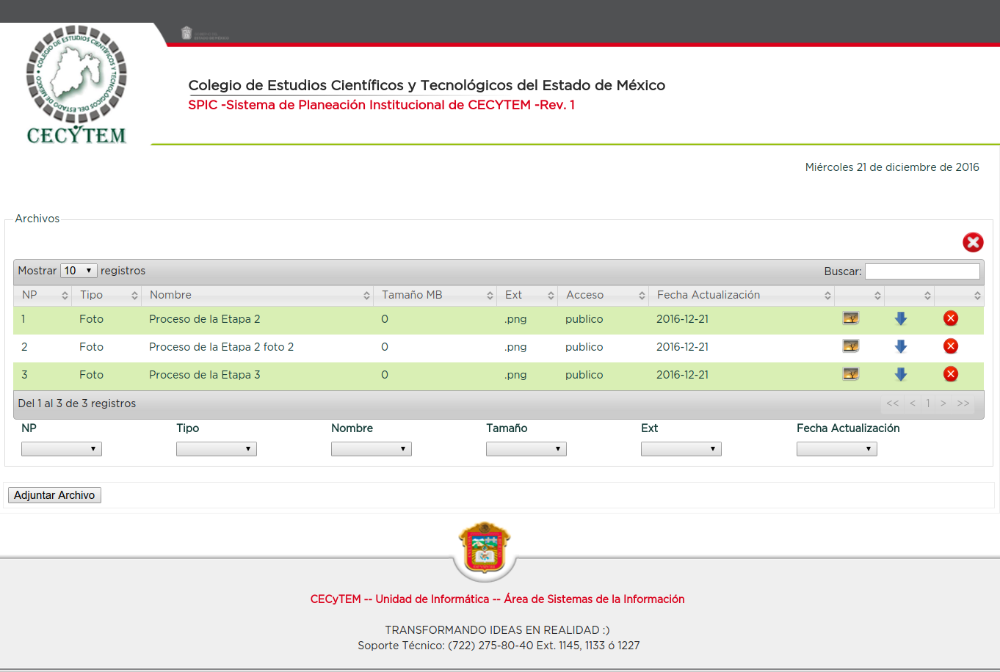 COLEGIO DE ESTUDIOS CIENTÍFICOS Y TECNOLÓGICOS DEL ESTADO DE MÉXICO
CECYTEM
Colegio de Estudios Científicos y Tecnológicos del Estado de México
SPIC -Sistema de Planeación Institucional de CECYTEM -Rev. 1
Miércoles 21 de diciembre de 2016
Archivos
Mostrar 10 registros Buscar:
NP Tipo Nombre Tamaño MB Ext Acceso Fecha Actualización
1 Foto Proceso de la Etapa 2 0 .png publico 2016-12-21
2 Foto Proceso de la Etapa 2 foto 2 0 .png publico 2016-12-21
3 Foto Proceso de la Etapa 3 0 .png publico 2016-12-21
Del 1 al 3 de 3 registros << < 1 > >>
NP Tipo Nombre Tamaño Ext Fecha Actualización
Adjuntar Archivo
CECyTEM -- Unidad de Informática -- Área de Sistemas de la Información
TRANSFORMANDO IDEAS EN REALIDAD :)
Soporte Técnico: (722) 275-80-40 Ext. 1145, 1133 ó 1227